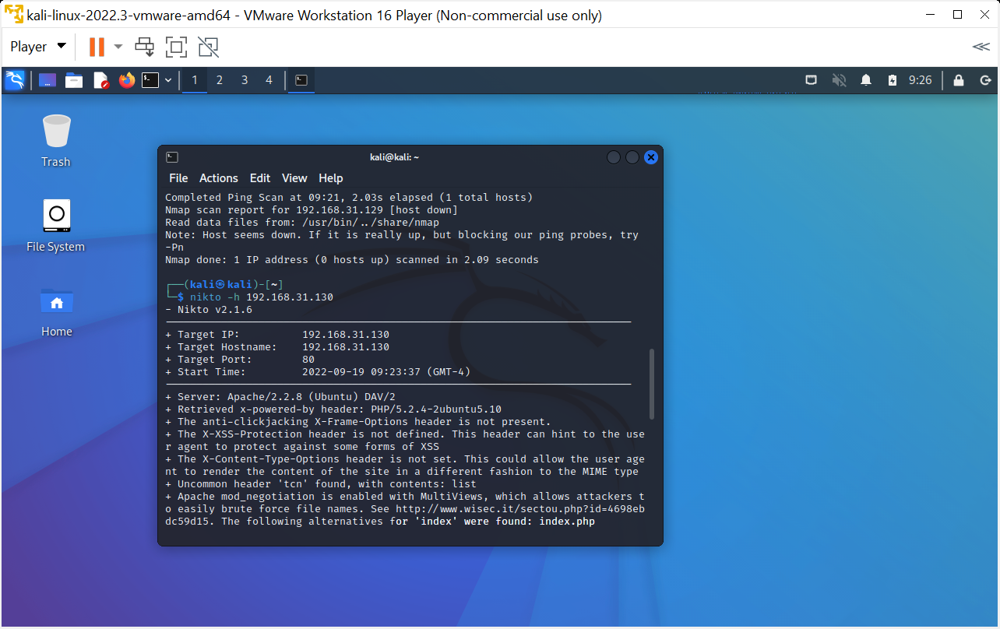 kali-linux-2022.3-vmware-amd64 - VMware Workstation 16 Player (Non-commercial use only)
Player
1 2 3 4
9:26
Trash
File System
Home
kali@kali: ~
File Actions Edit View Help
Completed Ping Scan at 09:21, 2.03s elapsed (1 total hosts)
Nmap scan report for 192.168.31.129 [host down]
Read data files from: /usr/bin/../share/nmap
Note: Host seems down. If it is really up, but blocking our ping probes, try
-Pn
Nmap done: 1 IP address (0 hosts up) scanned in 2.09 seconds
┌──(kali㉿kali)-[~]
└─$ nikto -h 192.168.31.130
- Nikto v2.1.6
+ Target IP: 192.168.31.130
+ Target Hostname: 192.168.31.130
+ Target Port: 80
+ Start Time: 2022-09-19 09:23:37 (GMT-4)
+ Server: Apache/2.2.8 (Ubuntu) DAV/2
+ Retrieved x-powered-by header: PHP/5.2.4-2ubuntu5.10
+ The anti-clickjacking X-Frame-Options header is not present.
+ The X-XSS-Protection header is not defined. This header can hint to the use
r agent to protect against some forms of XSS
+ The X-Content-Type-Options header is not set. This could allow the user age
nt to render the content of the site in a different fashion to the MIME type
+ Uncommon header 'tcn' found, with contents: list
+ Apache mod_negotiation is enabled with MultiViews, which allows attackers t
o easily brute force file names. See http://www.wisec.it/sectou.php?id=4698eb
dc59d15. The following alternatives for 'index' were found: index.php